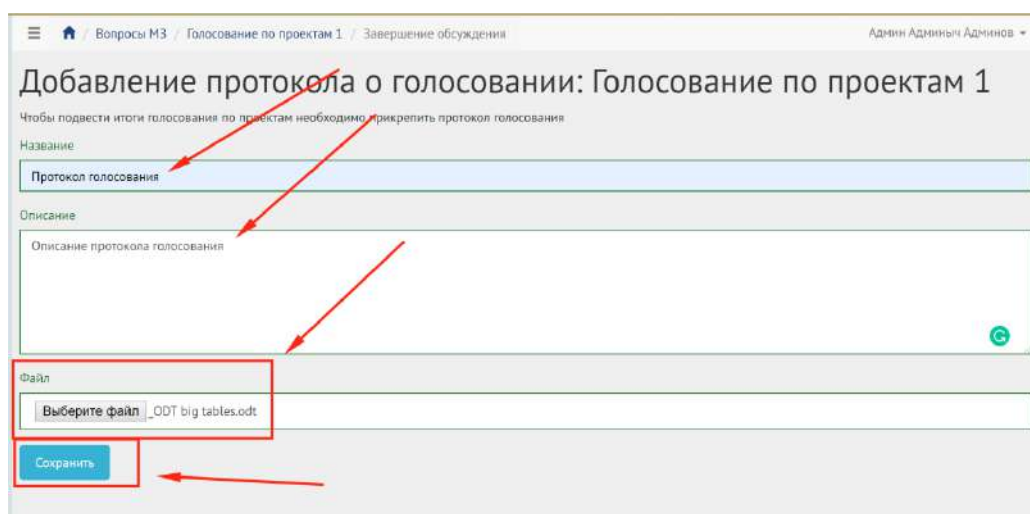 / Вопросы МЗ / Голосование по проектам 1 / Завершение обсуждения Админ Админыч Админов
Добавление протокола о голосовании: Голосование по проектам 1
Чтобы подвести итоги голосования по проектам необходимо прикрепить протокол голосования
Название
Протокол голосования
Описание
Описание протокола голосования
Файл
Выберите файл _ODT big tables.odt
Сохранить